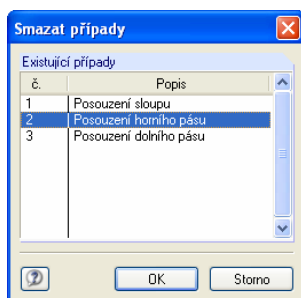 Smazat případy
Existující případy
č. Popis
1 Posouzení sloupu
2 Posouzení horního pásu
3 Posouzení dolního pásu
OK Storno